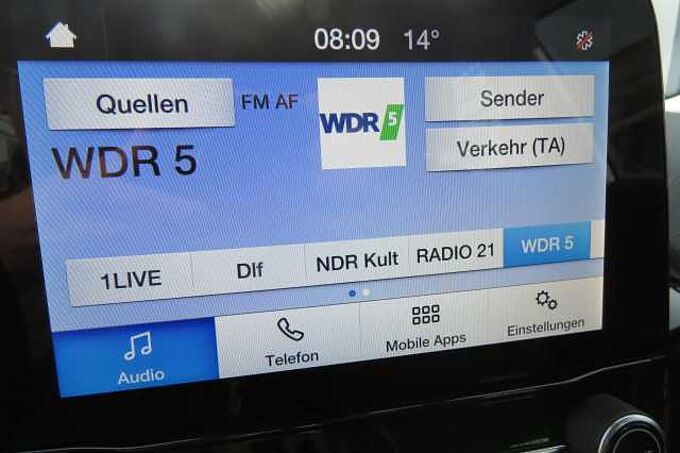 08:09 14°
Quellen
FM AF
WDR 5
Sender
Verkehr (TA)
WDR 5
1LIVE
Dlf
NDR Kult
RADIO 21
WDR 5
Audio
Telefon
Mobile Apps
Einstellungen